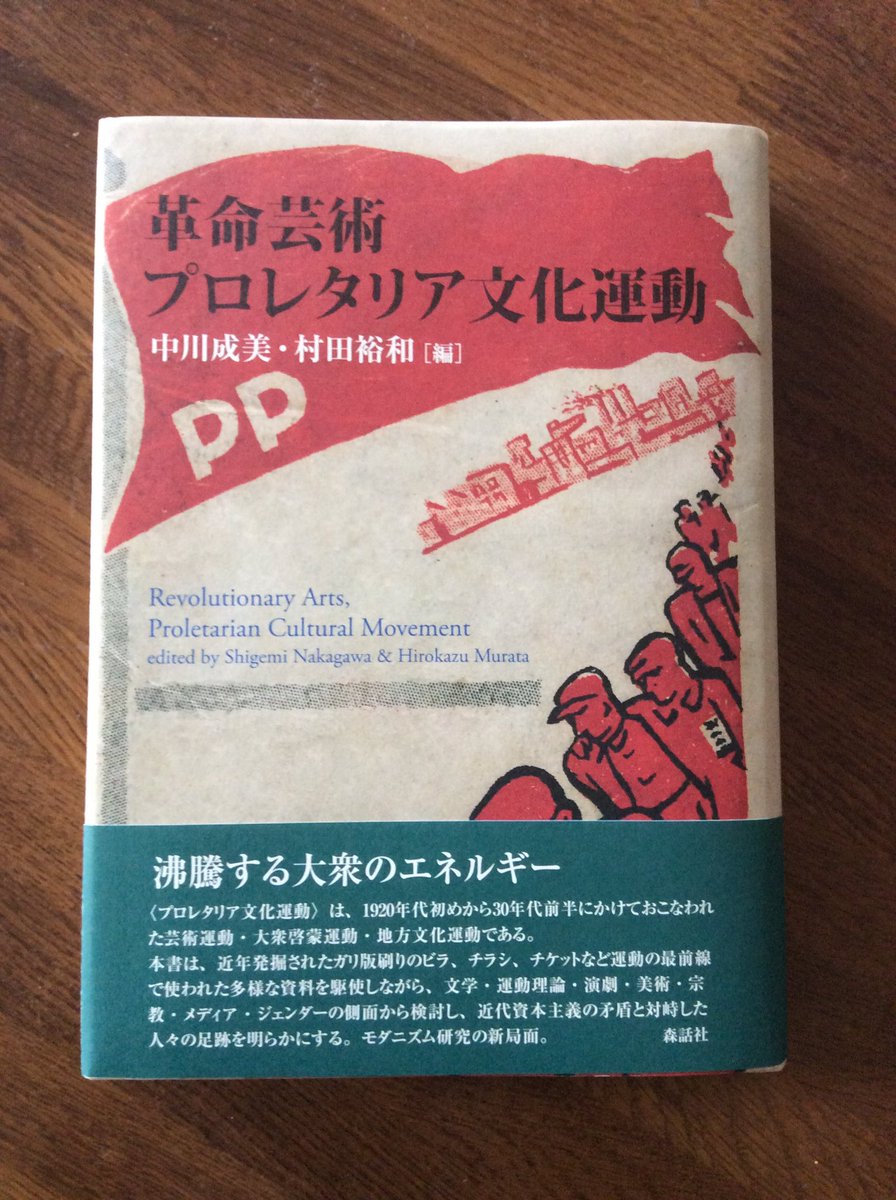 革命芸術
プロレタリア文化運動
中川成美・村田裕和［編］
PP
Revolutionary Arts,
Proletarian Cultural Movement
edited by Shigemi Nakagawa & Hirokazu Murata
沸騰する大衆のエネルギー
〈プロレタリア文化運動〉は、1920年代初めから30年代前半にかけておこなわれ
た芸術運動・大衆啓蒙運動・地方文化運動である。
本書は、近年発掘されたガリ版刷りのビラ、チラシ、チケットなど運動の最前線
で使われた多様な資料を駆使しながら、文学・運動理論・演劇・美術・宗
教・メディア・ジェンダーの側面から検討し、近代資本主義の矛盾と対峙した
人々の足跡を明らかにする。モダニズム研究の新局面。
森話社